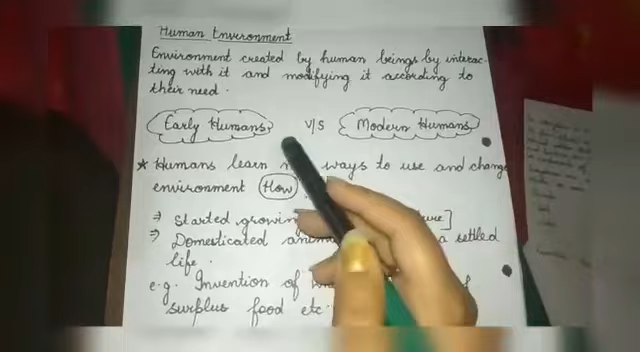 Human Environment
Environment created by human beings by interac-
ting with it and modifying it according to
their need.
Early Humans V/S Modern Humans
★ Humans learn ways to use and change
environment How
⇒ Started growing
⇒ Domesticated a settled
life.
e.g. Invention of
surplus food etc.